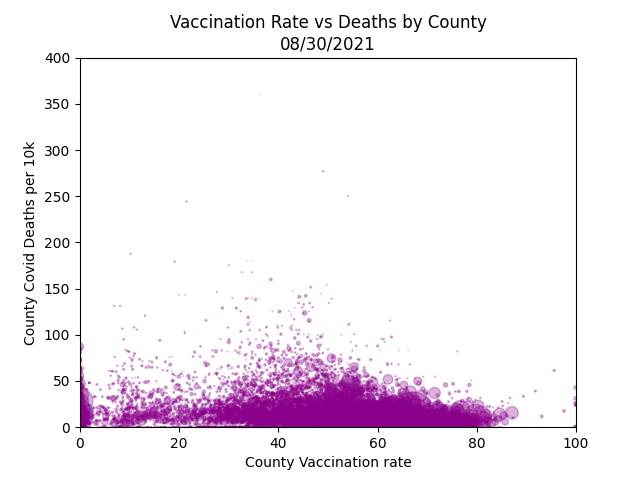 Vaccination Rate vs Deaths by County
08/30/2021
400
350
300
250
200
150
100
50
0
County Covid Deaths per 10k
0 20 40 60 80 100
County Vaccination rate